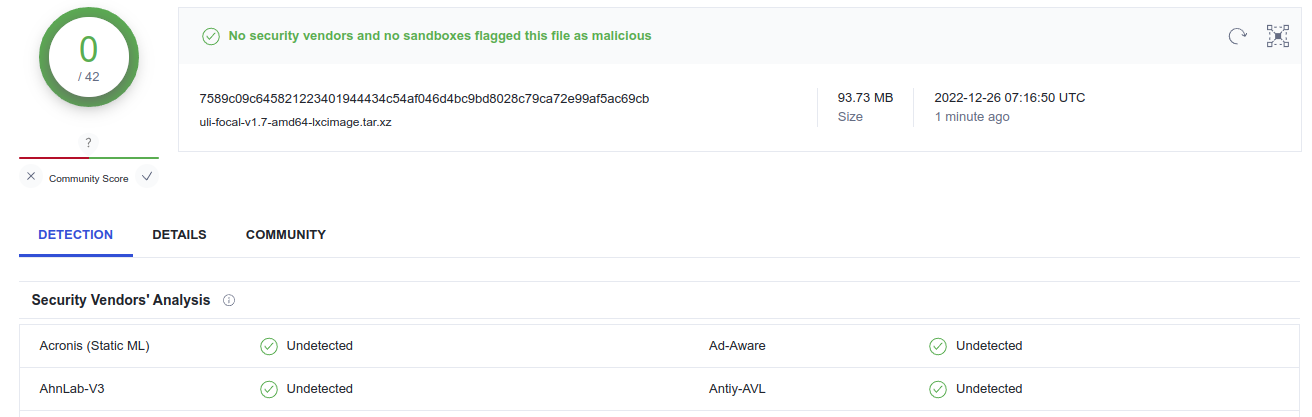 0
/ 42
No security vendors and no sandboxes flagged this file as malicious
7589c09c645821223401944434c54af046d4bc9bd8028c79ca72e99af5ac69cb
uli-focal-v1.7-amd64-lxcimage.tar.xz
93.73 MB
Size
2022-12-26 07:16:50 UTC
1 minute ago
?
Community Score
DETECTION DETAILS COMMUNITY
Security Vendors' Analysis
Acronis (Static ML) Undetected Ad-Aware Undetected
AhnLab-V3 Undetected Antiy-AVL Undetected